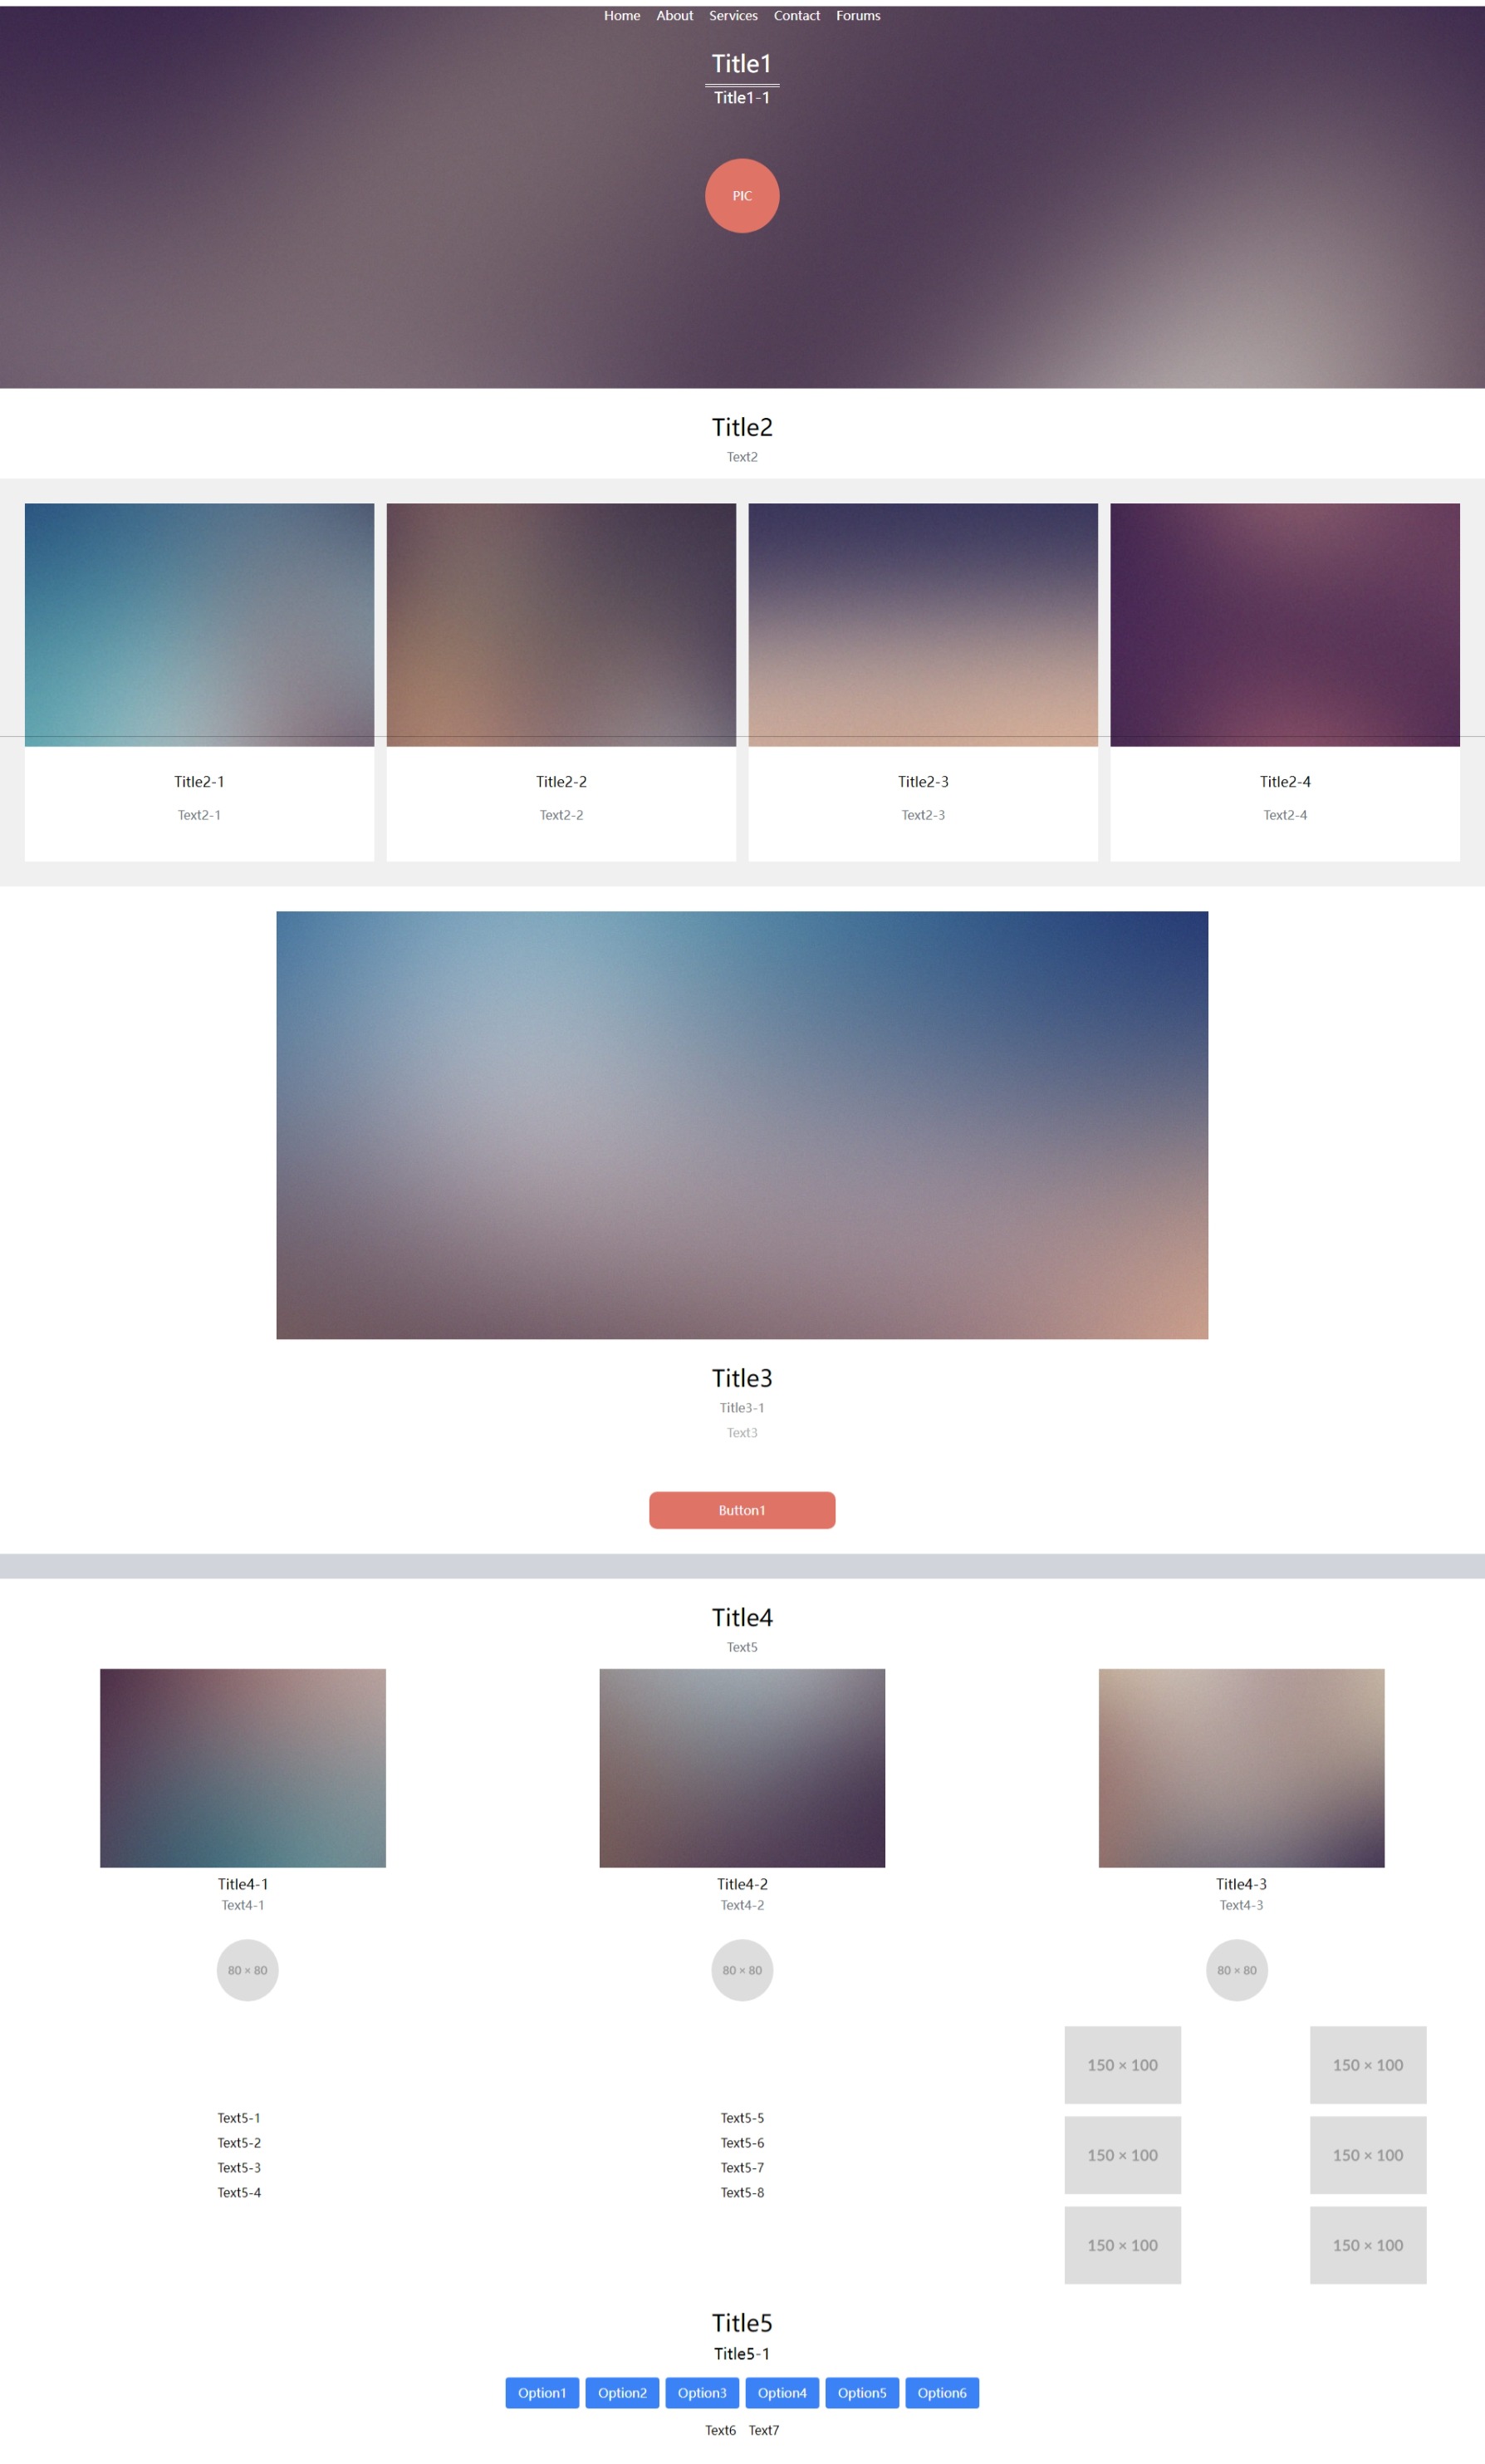 Home About Services Contact Forums
Title1
Title1-1
PIC
Title2
Text2
Title2-1 Title2-2 Title2-3 Title2-4
Text2-1 Text2-2 Text2-3 Text2-4
Title3
Title3-1
Text3
Button1
Title4
Text5
Title4-1 Title4-2 Title4-3
Text4-1 Text4-2 Text4-3
80 × 80 80 × 80 80 × 80
Text5-1
Text5-2
Text5-3
Text5-4
Text5-5
Text5-6
Text5-7
Text5-8
150 × 100 150 × 100
150 × 100 150 × 100
150 × 100 150 × 100
Title5
Title5-1
Option1 Option2 Option3 Option4 Option5 Option6
Text6 Text7